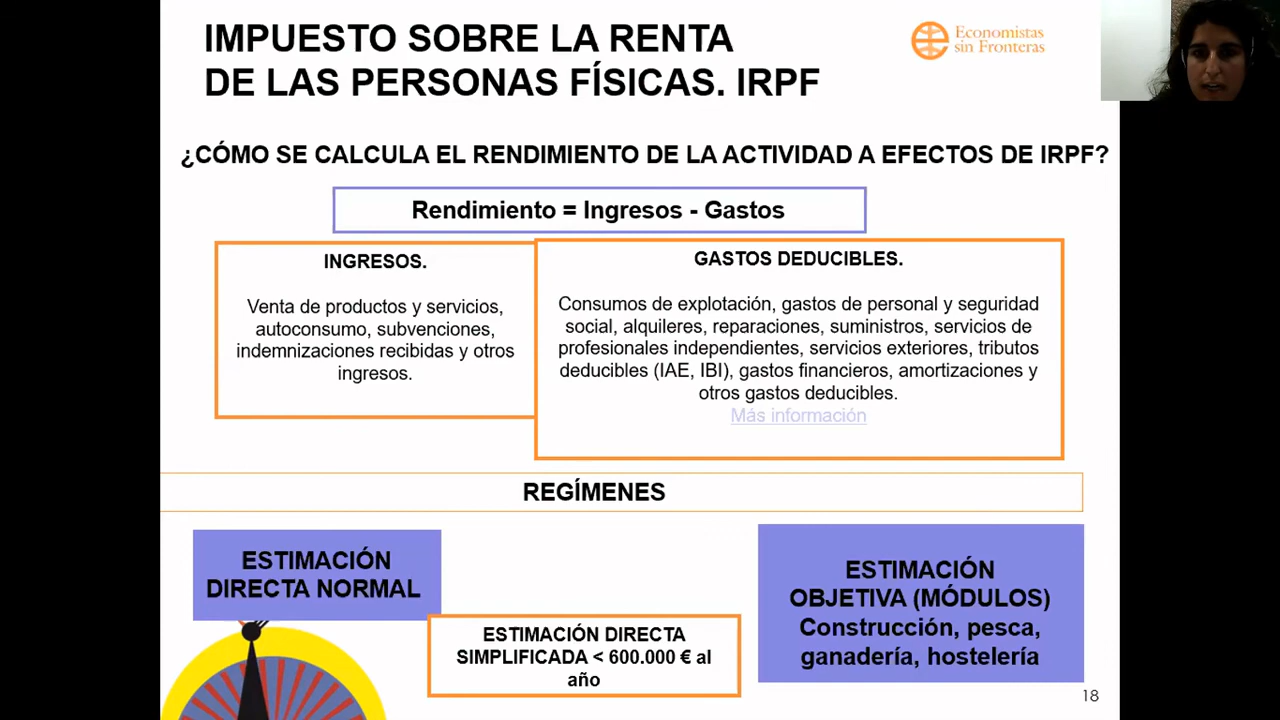 IMPUESTO SOBRE LA RENTA
DE LAS PERSONAS FÍSICAS. IRPF
Economistas
sin Fronteras
¿CÓMO SE CALCULA EL RENDIMIENTO DE LA ACTIVIDAD A EFECTOS DE IRPF?
Rendimiento = Ingresos - Gastos
INGRESOS.
Venta de productos y servicios,
autoconsumo, subvenciones,
indemnizaciones recibidas y otros
ingresos.
GASTOS DEDUCIBLES.
Consumos de explotación, gastos de personal y seguridad
social, alquileres, reparaciones, suministros, servicios de
profesionales independientes, servicios exteriores, tributos
deducibles (IAE, IBI), gastos financieros, amortizaciones y
otros gastos deducibles.
Más información
REGÍMENES
ESTIMACIÓN
DIRECTA NORMAL
ESTIMACIÓN DIRECTA
SIMPLIFICADA < 600.000 € al
año
ESTIMACIÓN
OBJETIVA (MÓDULOS)
Construcción, pesca,
ganadería, hostelería
18